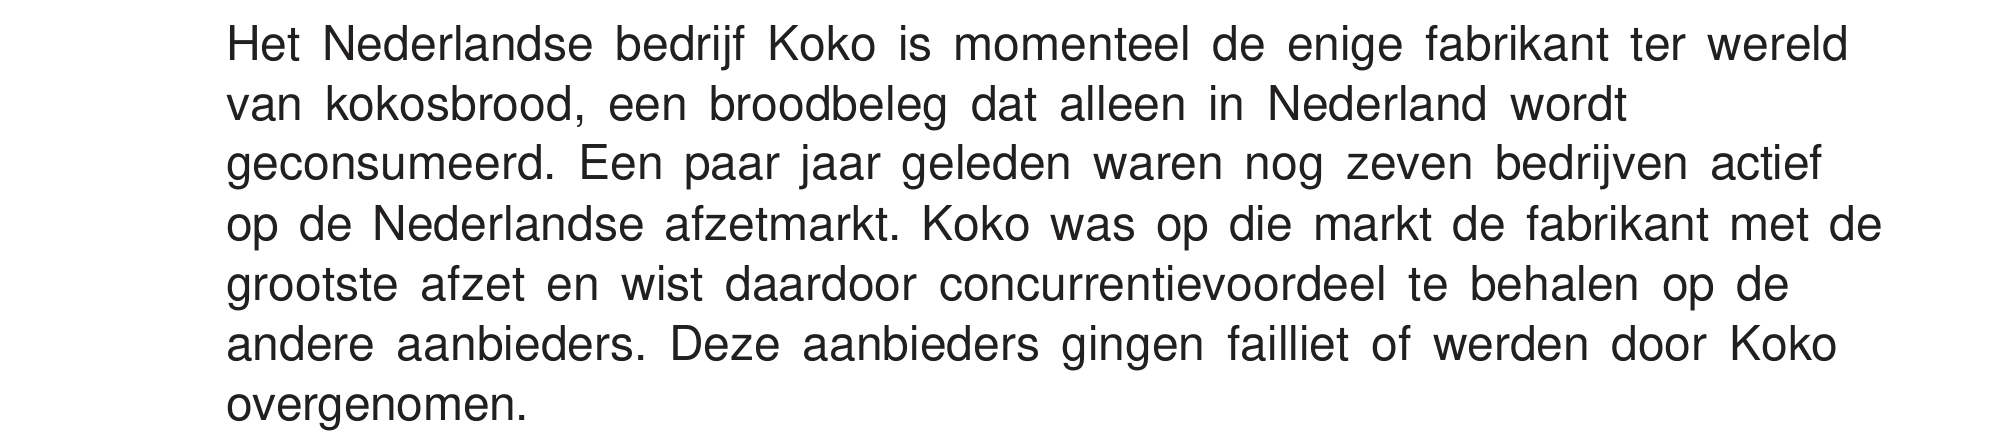 Het Nederlandse bedrijf Koko is momenteel de enige fabrikant ter wereld
van kokosbrood, een broodbeleg dat alleen in Nederland wordt
geconsumeerd. Een paar jaar geleden waren nog zeven bedrijven actief
op de Nederlandse afzetmarkt. Koko was op die markt de fabrikant met de
grootste afzet en wist daardoor concurrentievoordeel te behalen op de
andere aanbieders. Deze aanbieders gingen failliet of werden door Koko
overgenomen.